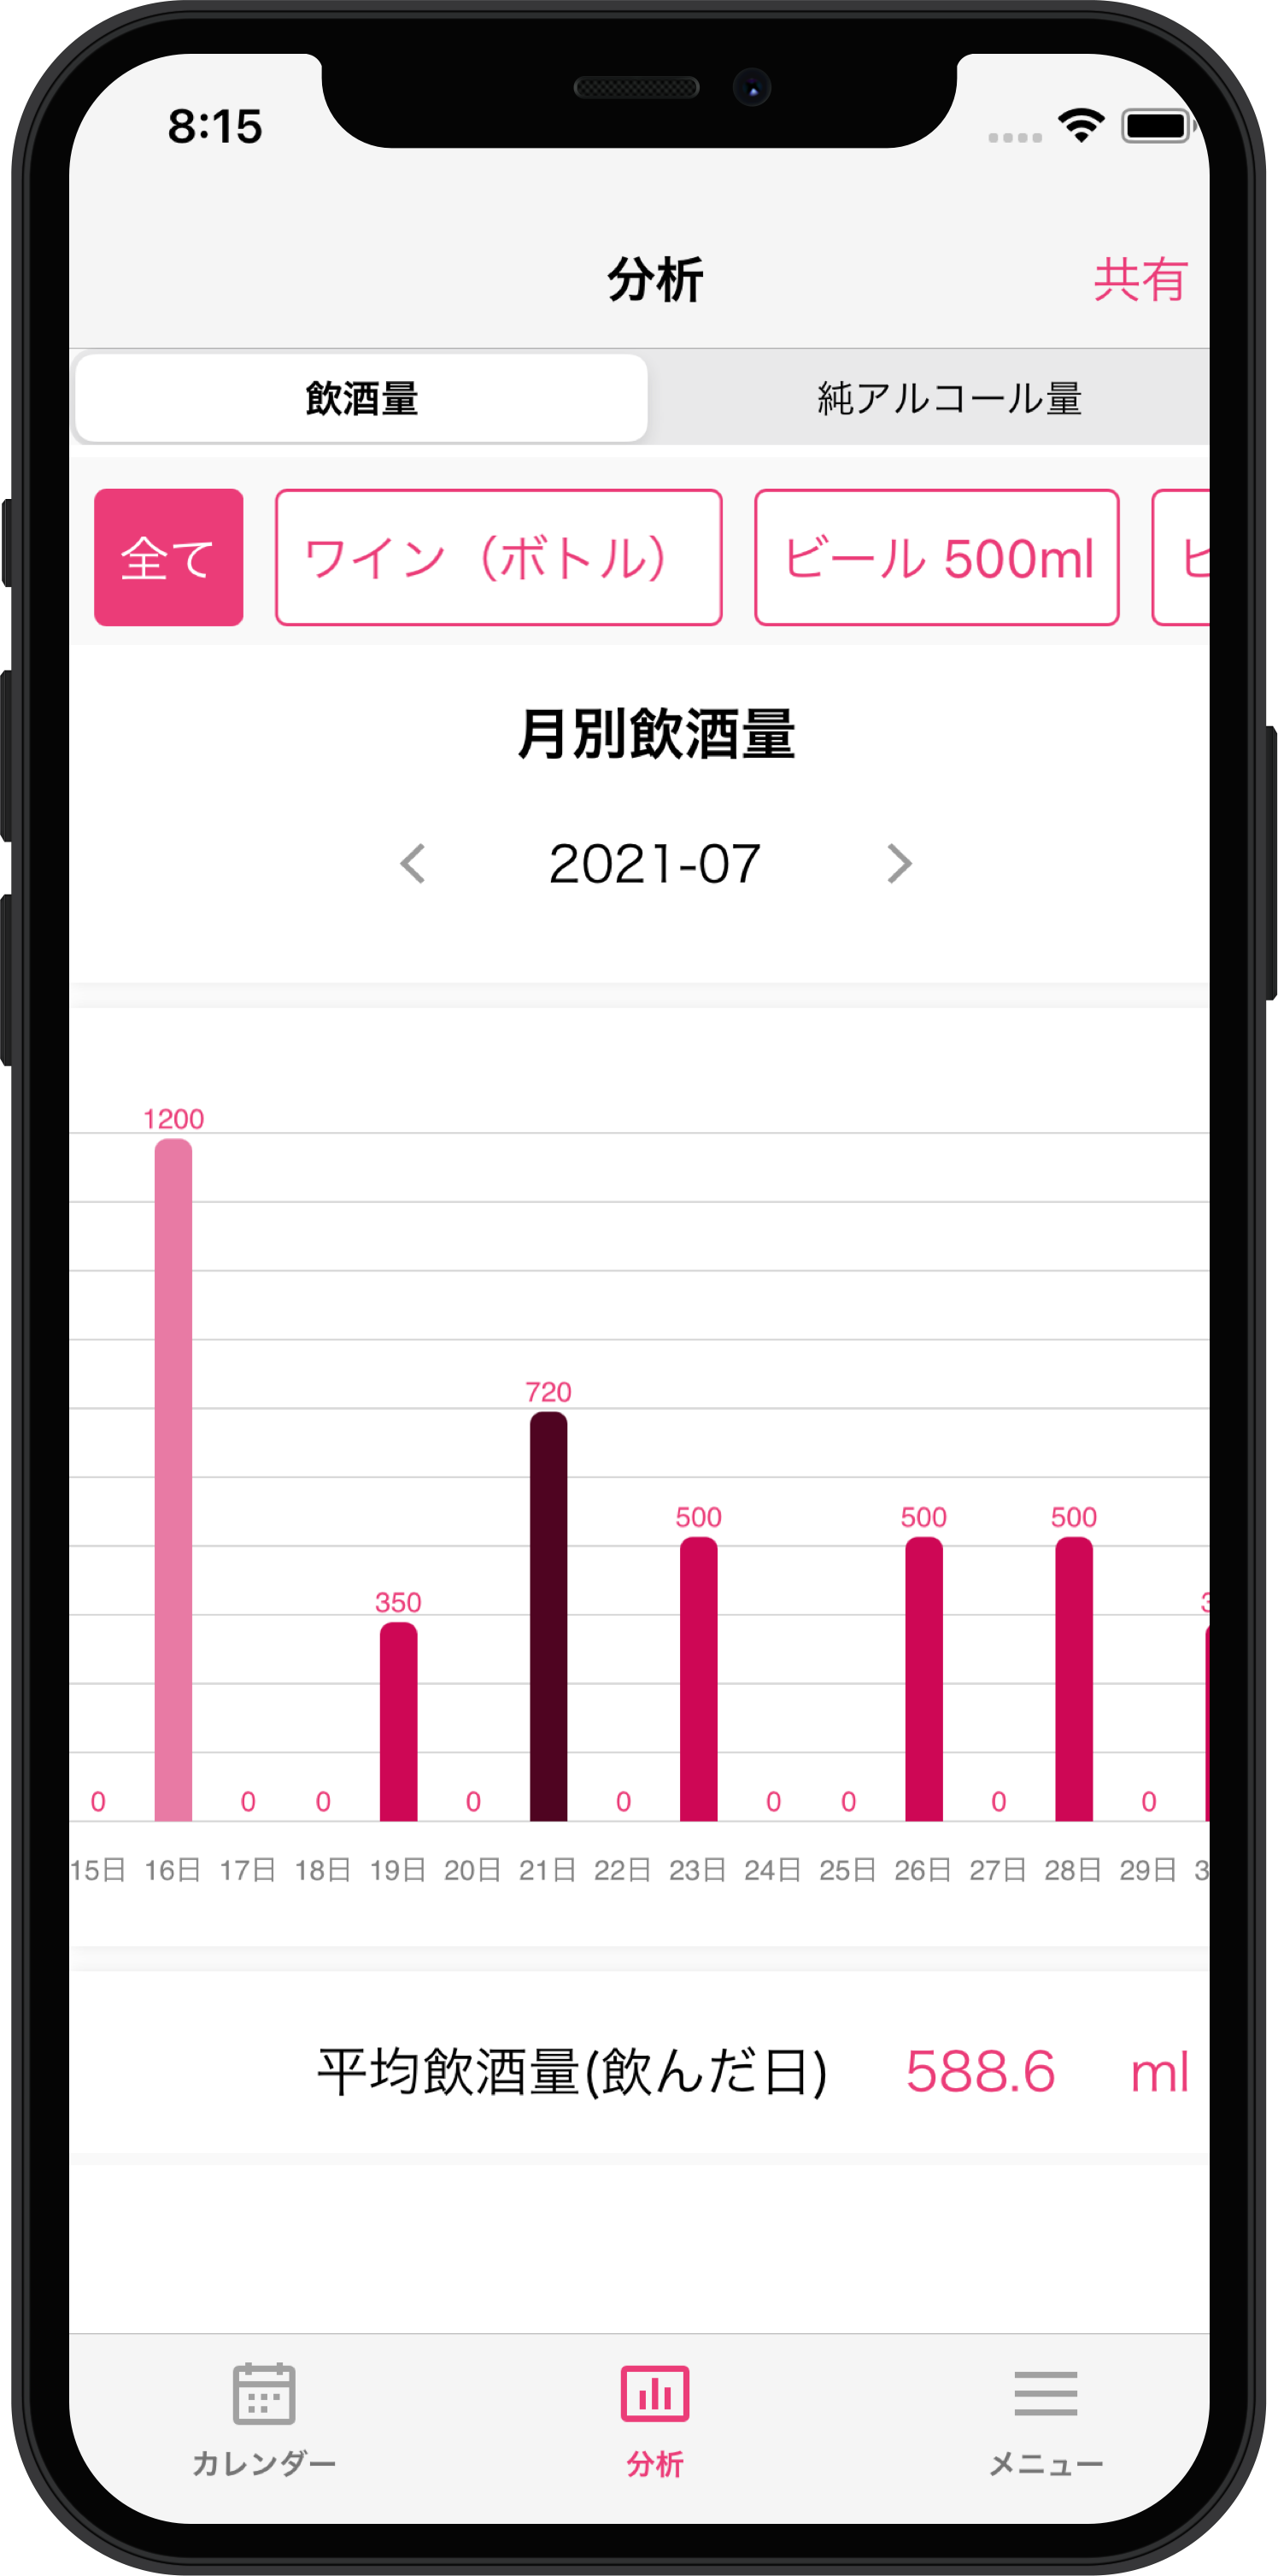 8:15
分析 共有
飲酒量 純アルコール量
全て ワイン（ボトル） ビール 500ml
月別飲酒量
< 2021-07 >
1200
720
500 500 500
350
0 0 0 0 0 0 0 0 0
15日 16日 17日 18日 19日 20日 21日 22日 23日 24日 25日 26日 27日 28日 29日
平均飲酒量(飲んだ日) 588.6 ml
カレンダー 分析 メニュー